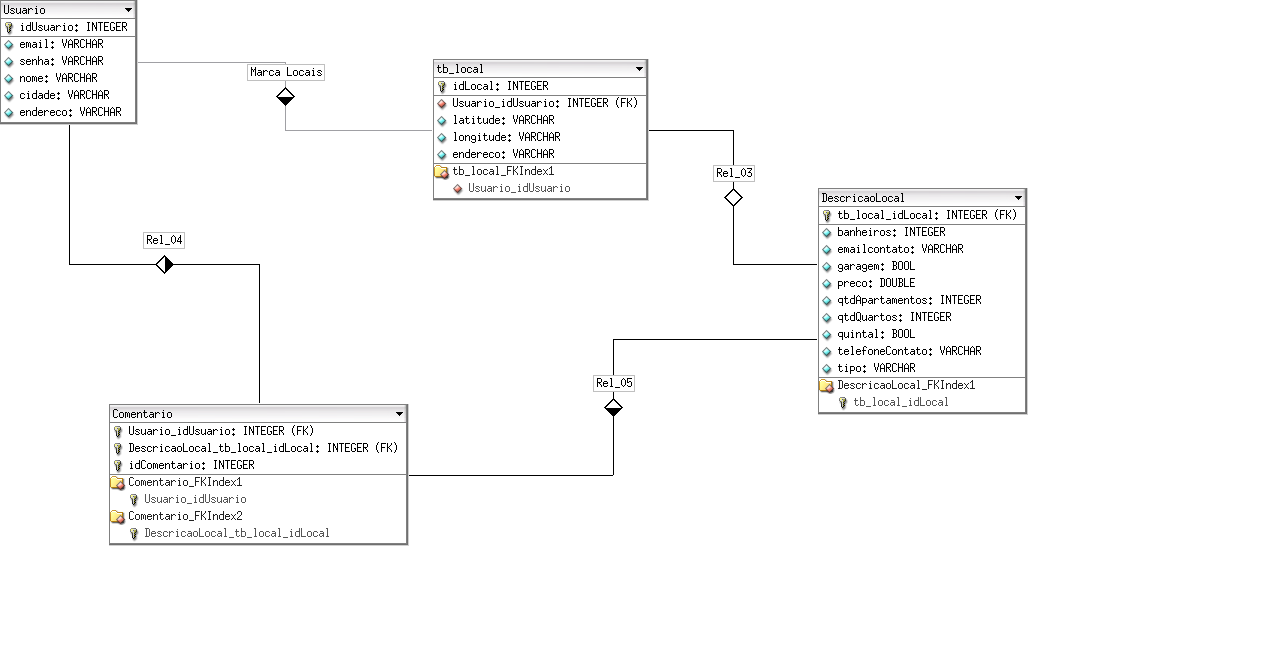 Usuario
idUsuario: INTEGER
email: VARCHAR
senha: VARCHAR
nome: VARCHAR
cidade: VARCHAR
endereco: VARCHAR
Marca Locais
tb_local
idLocal: INTEGER
Usuario_idUsuario: INTEGER (FK)
latitude: VARCHAR
longitude: VARCHAR
endereco: VARCHAR
tb_local_FKIndex1
Usuario_idUsuario
Rel_03
DescricaoLocal
tb_local_idLocal: INTEGER (FK)
banheiros: INTEGER
emailcontato: VARCHAR
garagem: BOOL
preco: DOUBLE
qtdApartamentos: INTEGER
qtdQuartos: INTEGER
quintal: BOOL
telefoneContato: VARCHAR
tipo: VARCHAR
DescricaoLocal_FKIndex1
tb_local_idLocal
Rel_04
Rel_05
Comentario
Usuario_idUsuario: INTEGER (FK)
DescricaoLocal_tb_local_idLocal: INTEGER (FK)
idComentario: INTEGER
Comentario_FKIndex1
Usuario_idUsuario
Comentario_FKIndex2
DescricaoLocal_tb_local_idLocal